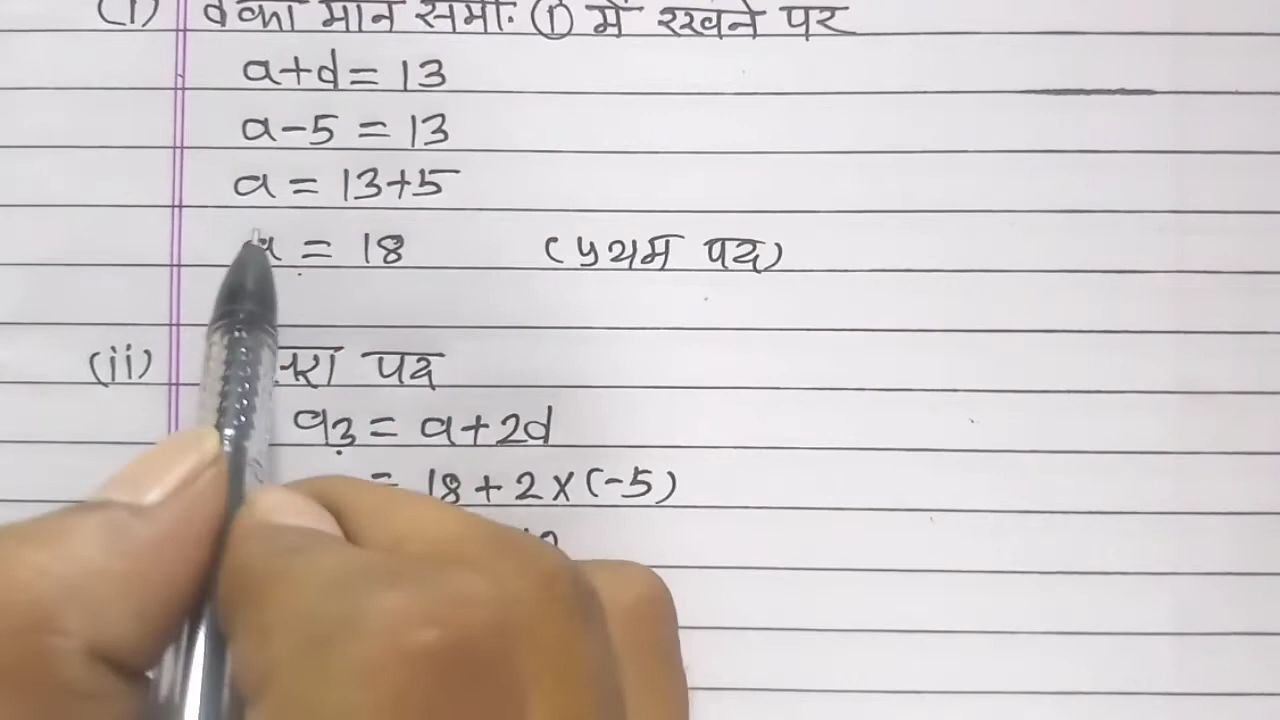 (i) d का मान समी. ① में रखने पर
a+d = 13
a-5 = 13
a = 13+5
a = 18 (प्रथम पद)
(ii) पद
a3 = a+2d
= 18+2×(-5)